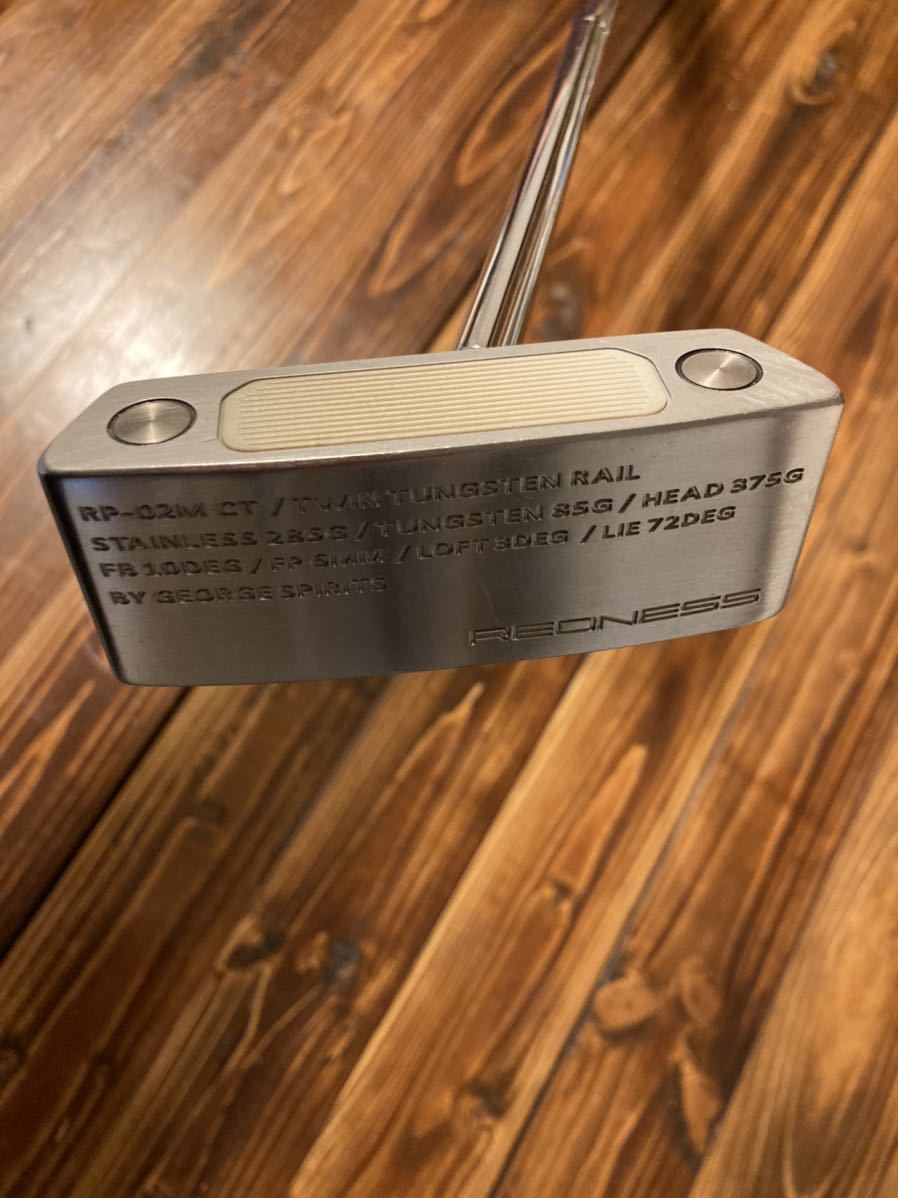 RP-02M CT / TWIN TUNGSTEN RAIL
STAINLESS 285G / TUNGSTEN 85G / HEAD 375G
FB 10DEG / FP 6MM / LOFT 3DEG / LIE 72DEG
BY GEORGE SPIRITS
REDNESS